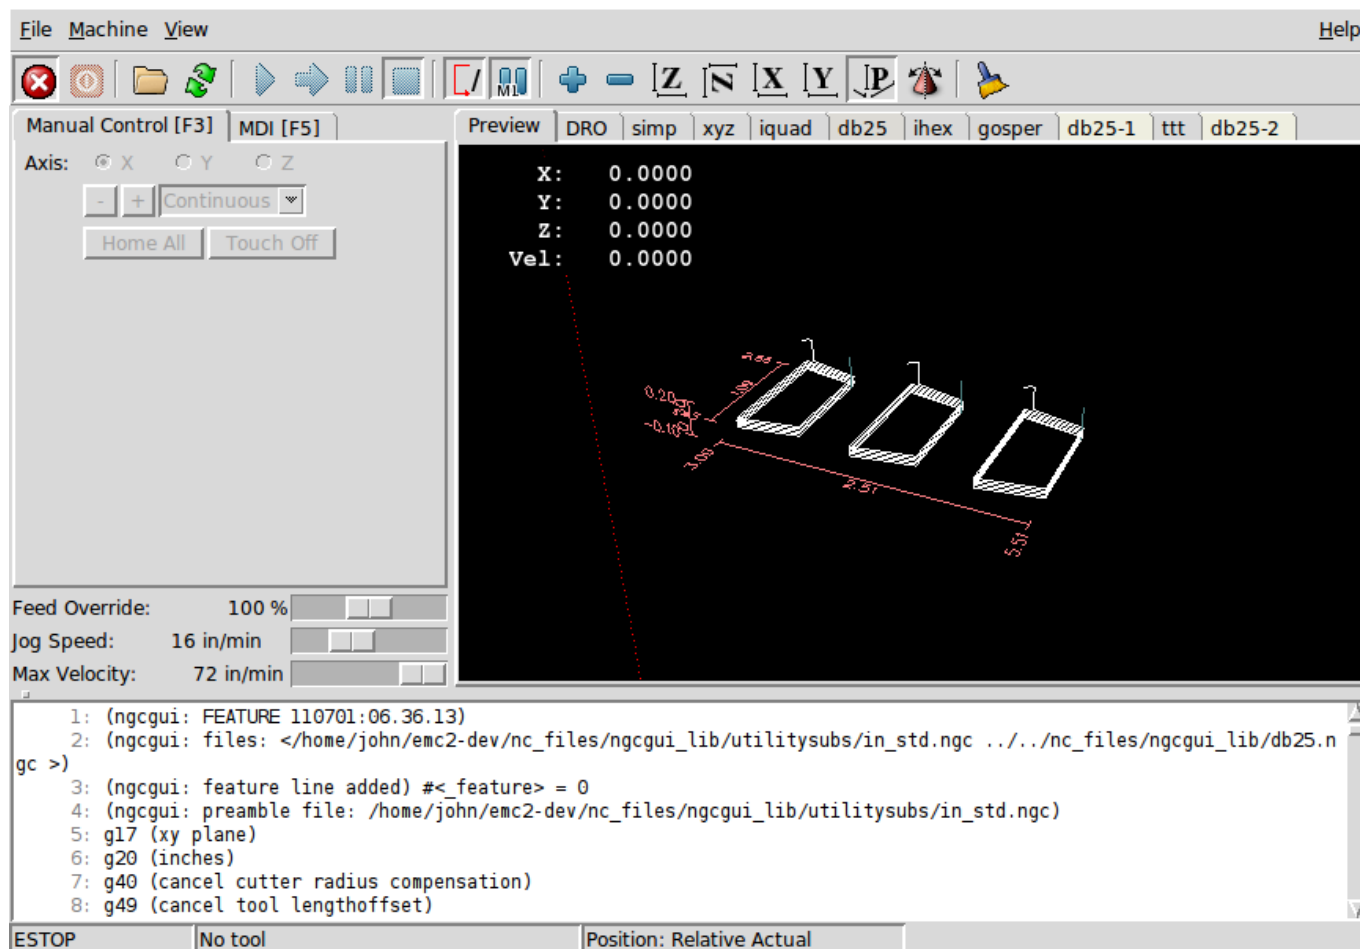 File Machine View Help
M1 Z N X Y P
Manual Control [F3] MDI [F5] Preview DRO simp xyz iquad db25 ihex gosper db25-1 ttt db25-2
Axis: X Y Z
- + Continuous
Home All Touch Off
X: 0.0000
Y: 0.0000
Z: 0.0000
Vel: 0.0000
0.20
-0.10
3.00
2.51
5.51
Feed Override: 100 %
Jog Speed: 16 in/min
Max Velocity: 72 in/min
1: (ngcgui: FEATURE 110701:06.36.13)
2: (ngcgui: files: </home/john/emc2-dev/nc_files/ngcgui_lib/utilitysubs/in_std.ngc ../../nc_files/ngcgui_lib/db25.n
gc >)
3: (ngcgui: feature line added) #<_feature> = 0
4: (ngcgui: preamble file: /home/john/emc2-dev/nc_files/ngcgui_lib/utilitysubs/in_std.ngc)
5: g17 (xy plane)
6: g20 (inches)
7: g40 (cancel cutter radius compensation)
8: g49 (cancel tool lengthoffset)
ESTOP No tool Position: Relative Actual